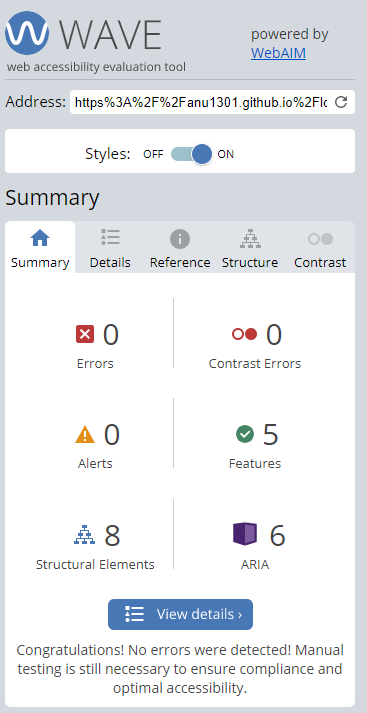 WAVE
powered by
WebAIM
web accessibility evaluation tool
Address: https%3A%2F%2Fanu1301.github.io%2Flo
Styles: OFF ON
Summary
Summary Details Reference Structure Contrast
0 0
Errors Contrast Errors
0 5
Alerts Features
8 6
Structural Elements ARIA
View details ›
Congratulations! No errors were detected! Manual
testing is still necessary to ensure compliance and
optimal accessibility.